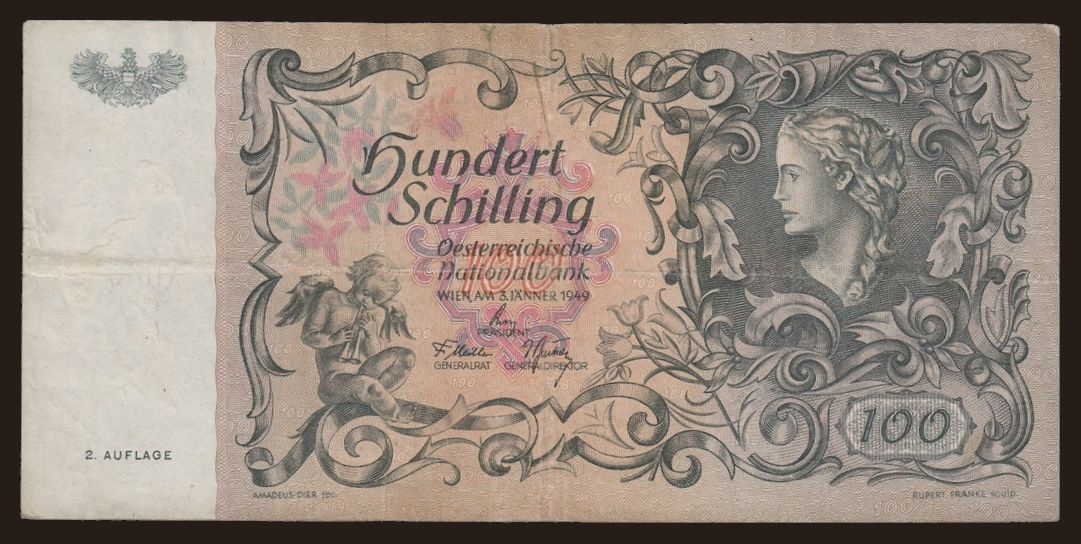 Hundert
Schilling
100
Oesterreichische
Nationalbank
WIEN, AM 3. JÄNNER 1949
PRÄSIDENT
GENERALRAT GENERALDIREKTOR
100
2. AUFLAGE
AMADEUS DIER fec.
RUPERT FRANKE sculp.